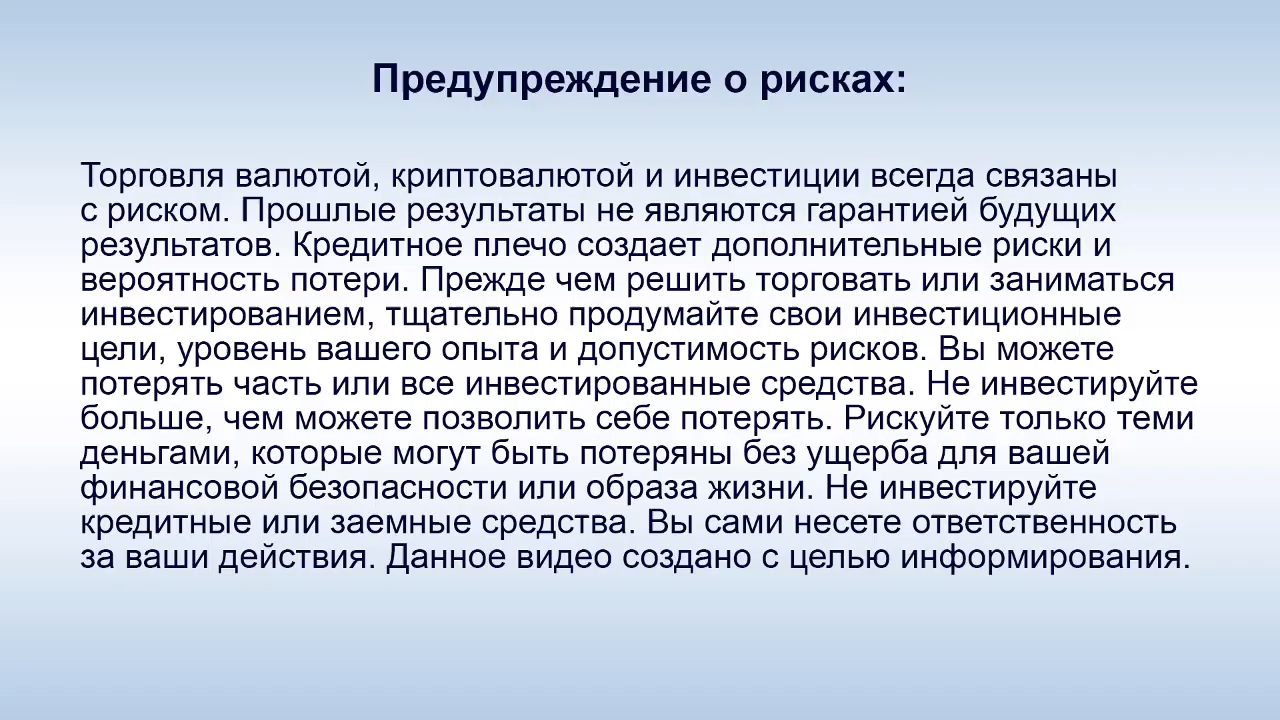 Предупреждение о рисках:
Торговля валютой, криптовалютой и инвестиции всегда связаны
с риском. Прошлые результаты не являются гарантией будущих
результатов. Кредитное плечо создает дополнительные риски и
вероятность потери. Прежде чем решить торговать или заниматься
инвестированием, тщательно продумайте свои инвестиционные
цели, уровень вашего опыта и допустимость рисков. Вы можете
потерять часть или все инвестированные средства. Не инвестируйте
больше, чем можете позволить себе потерять. Рискуйте только теми
деньгами, которые могут быть потеряны без ущерба для вашей
финансовой безопасности или образа жизни. Не инвестируйте
кредитные или заемные средства. Вы сами несете ответственность
за ваши действия. Данное видео создано с целью информирования.